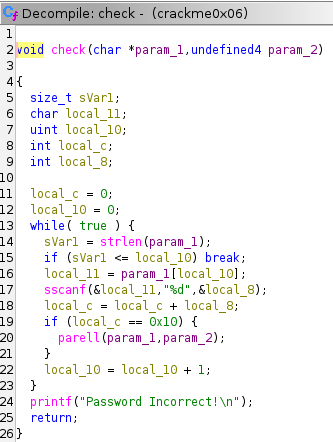 Decompile: check - (crackme0x06)
1
2 void check(char *param_1,undefined4 param_2)
3
4 {
5 size_t sVar1;
6 char local_11;
7 uint local_10;
8 int local_c;
9 int local_8;
10
11 local_c = 0;
12 local_10 = 0;
13 while( true ) {
14 sVar1 = strlen(param_1);
15 if (sVar1 <= local_10) break;
16 local_11 = param_1[local_10];
17 sscanf(&local_11,"%d",&local_8);
18 local_c = local_c + local_8;
19 if (local_c == 0x10) {
20 parell(param_1,param_2);
21 }
22 local_10 = local_10 + 1;
23 }
24 printf("Password Incorrect!\n");
25 return;
26 }